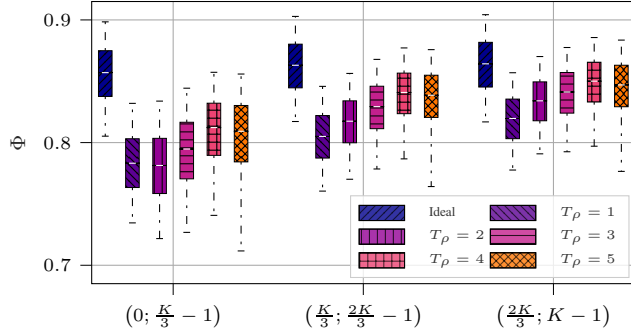 0.9
0.8
0.7
Φ
Ideal
T_ρ = 1
T_ρ = 2
T_ρ = 3
T_ρ = 4
T_ρ = 5
(0; K/3 − 1)
(K/3; 2K/3 − 1)
(2K/3; K − 1)